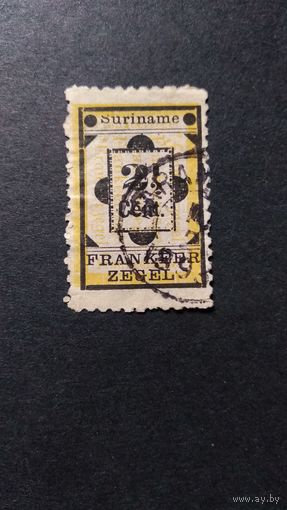 Suriname
2½
Cent.
FRANKEER
ZEGEL
www.ay.by